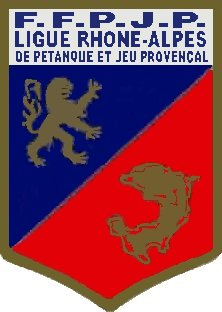 F.F.P.J.P.
LIGUE RHONE-ALPES
DE PETANQUE ET JEU PROVENÇAL